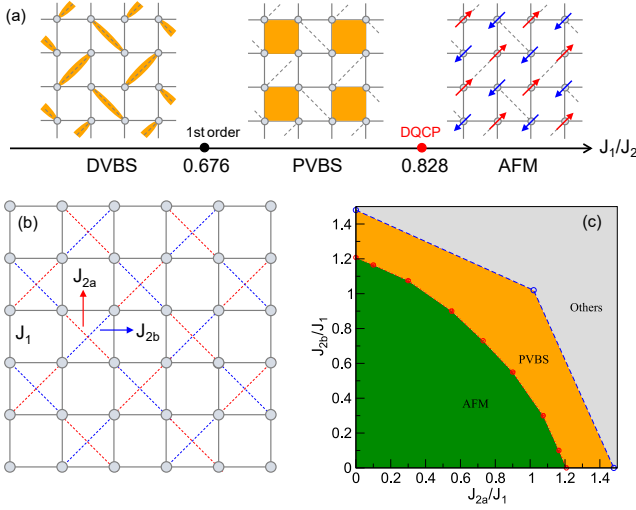 (a)
1st order
DQCP
J1/J2
DVBS
0.676
PVBS
0.828
AFM
(b)
J2a
J1
J2b
(c)
1.4
1.2
1
0.8
0.6
0.4
0.2
0
J2b/J1
Others
PVBS
AFM
0 0.2 0.4 0.6 0.8 1 1.2 1.4
J2a/J1